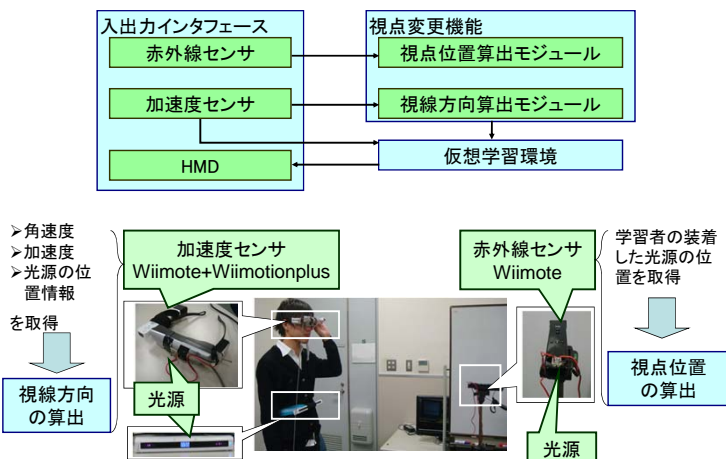 入出力インタフェース
赤外線センサ
加速度センサ
HMD
視点変更機能
視点位置算出モジュール
視線方向算出モジュール
仮想学習環境
➢角速度
➢加速度
➢光源の位
置情報
を取得
視線方向
の算出
加速度センサ
Wiimote+Wiimotionplus
光源
赤外線センサ
Wiimote
光源
学習者の装着
した光源の位
置を取得
視点位置
の算出